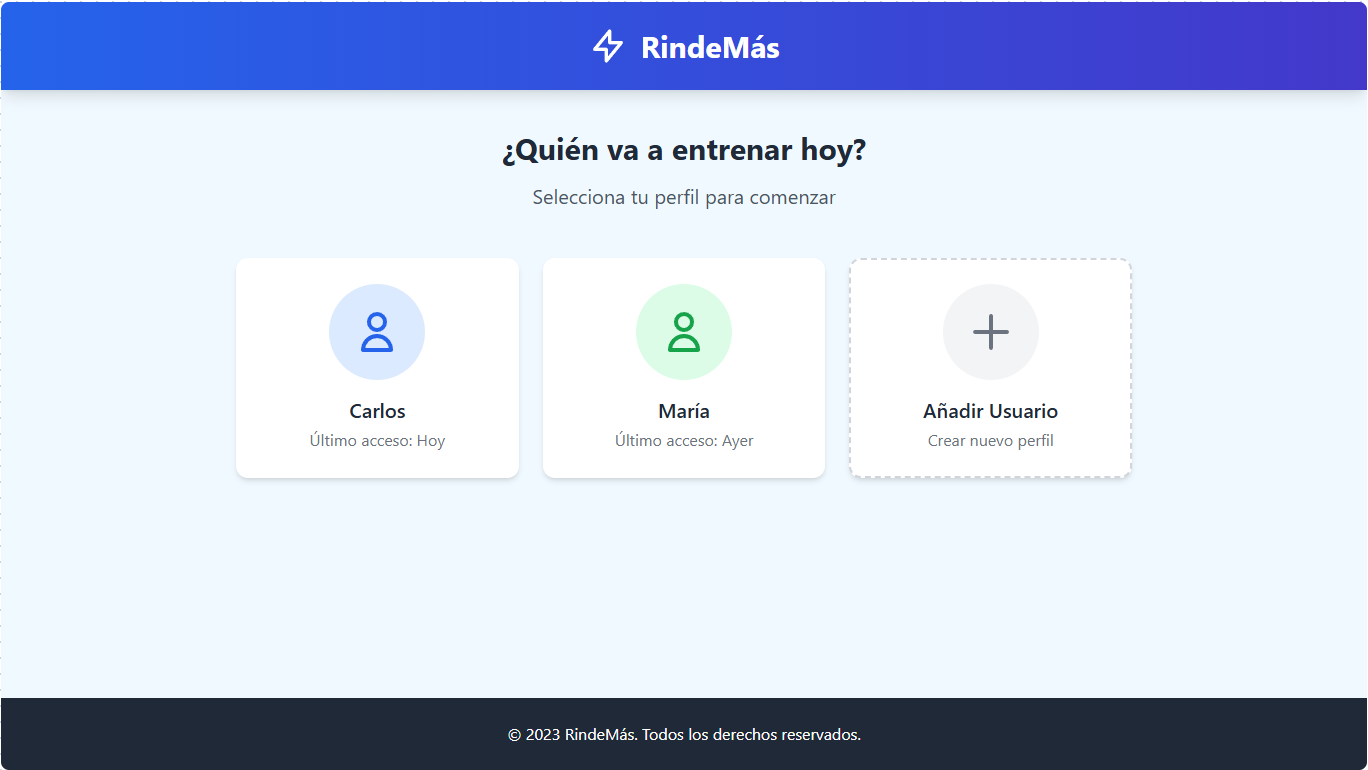 RindeMás
¿Quién va a entrenar hoy?
Selecciona tu perfil para comenzar
Carlos
Último acceso: Hoy
María
Último acceso: Ayer
Añadir Usuario
Crear nuevo perfil
© 2023 RindeMás. Todos los derechos reservados.